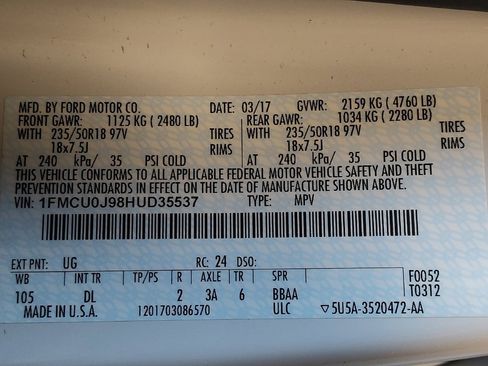 MFD. BY FORD MOTOR CO. DATE: 03/17 GVWR: 2159 KG ( 4760 LB)
FRONT GAWR: 1125 KG ( 2480 LB) REAR GAWR: 1034 KG ( 2280 LB)
WITH 235/50R18 97V TIRES WITH 235/50R18 97V TIRES
18x7.5J RIMS 18x7.5J RIMS
AT 240 kPa/ 35 PSI COLD AT 240 kPa/ 35 PSI COLD
THIS VEHICLE CONFORMS TO ALL APPLICABLE FEDERAL MOTOR VEHICLE SAFETY AND THEFT
PREVENTION STANDARDS IN EFFECT ON THE DATE OF MANUFACTURE SHOWN ABOVE.
VIN: 1FMCU0J98HUD35537 TYPE: MPV
EXT PNT: UG RC: 24 DSO:
WB INT TR TP/PS R AXLE TR SPR F0052
105 DL 2 3A 6 BBAA T0312
MADE IN U.S.A. 1201703086570 ULC ▽5U5A-3520472-AA